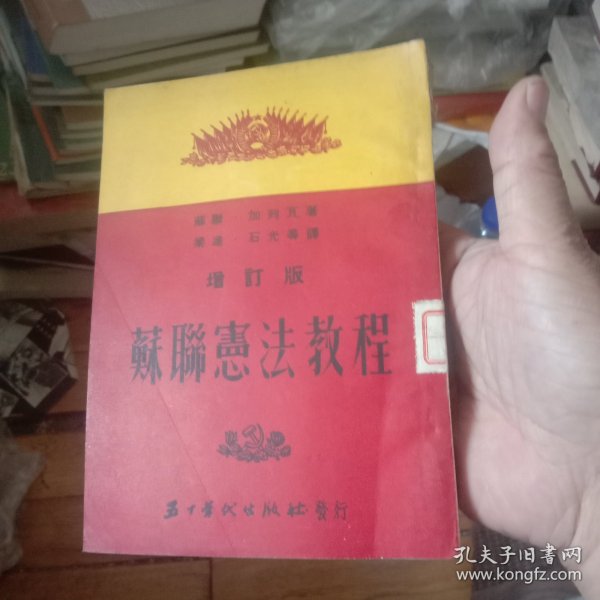 蘇聯 加列瓦著
梁達 石光等譯
增訂版
蘇聯憲法教程
五十年代出版社發行
孔夫子旧书网
www.kongfz.com